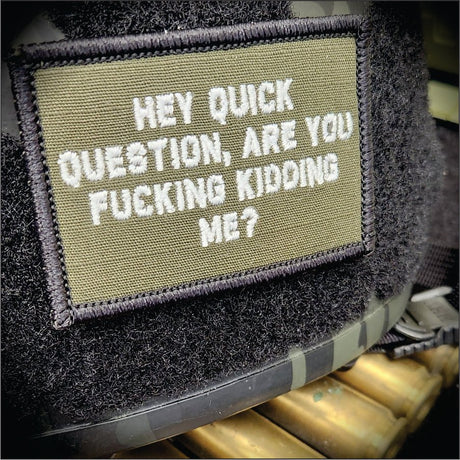 HEY QUICK
QUESTION, ARE YOU
FUCKING KIDDING
ME?